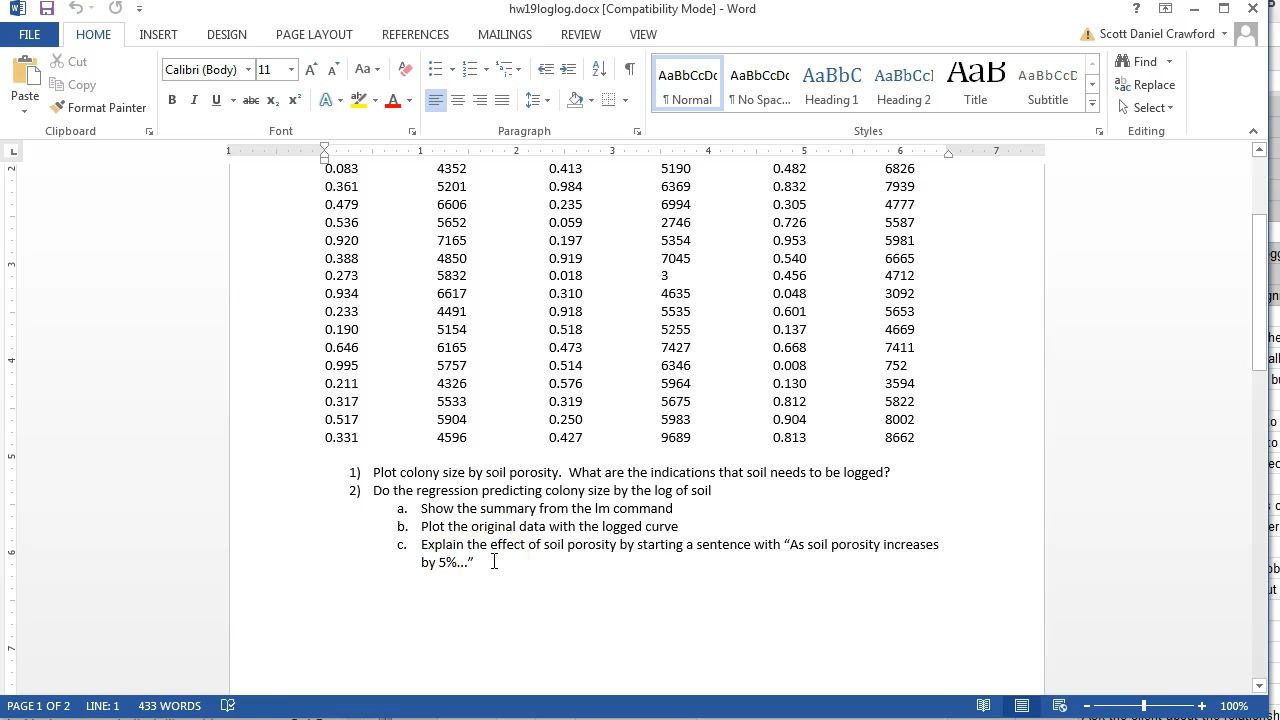 hw19loglog.docx [Compatibility Mode] - Word
FILE HOME INSERT DESIGN PAGE LAYOUT REFERENCES MAILINGS REVIEW VIEW Scott Daniel Crawford
Paste
Cut
Copy
Format Painter
Clipboard
Calibri (Body) 11
Font
Paragraph
AaBbCcDc AaBbCcDc AaBbC AaBbCcI AaB AaBbCcD
¶ Normal ¶ No Spac... Heading 1 Heading 2 Title Subtitle
Styles
Find
Replace
Select
Editing
1 1 2 3 4 5 6 7
0.083 4352 0.413 5190 0.482 6826
0.361 5201 0.984 6369 0.832 7939
0.479 6606 0.235 6994 0.305 4777
0.536 5652 0.059 2746 0.726 5587
0.920 7165 0.197 5354 0.953 5981
0.388 4850 0.919 7045 0.540 6665
0.273 5832 0.018 3 0.456 4712
0.934 6617 0.310 4635 0.048 3092
0.233 4491 0.918 5535 0.601 5653
0.190 5154 0.518 5255 0.137 4669
0.646 6165 0.473 7427 0.668 7411
0.995 5757 0.514 6346 0.008 752
0.211 4326 0.576 5964 0.130 3594
0.317 5533 0.319 5675 0.812 5822
0.517 5904 0.250 5983 0.904 8002
0.331 4596 0.427 9689 0.813 8662
1) Plot colony size by soil porosity. What are the indications that soil needs to be logged?
2) Do the regression predicting colony size by the log of soil
a. Show the summary from the lm command
b. Plot the original data with the logged curve
c. Explain the effect of soil porosity by starting a sentence with “As soil porosity increases
by 5%...”
PAGE 1 OF 2 LINE: 1 433 WORDS 100%